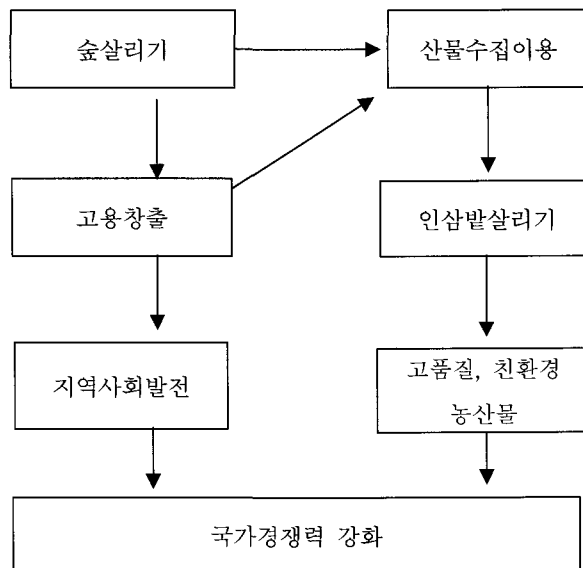 숲살리기
산물수집이용
고용창출
인삼밭살리기
지역사회발전
고품질, 친환경
농산물
국가경쟁력 강화